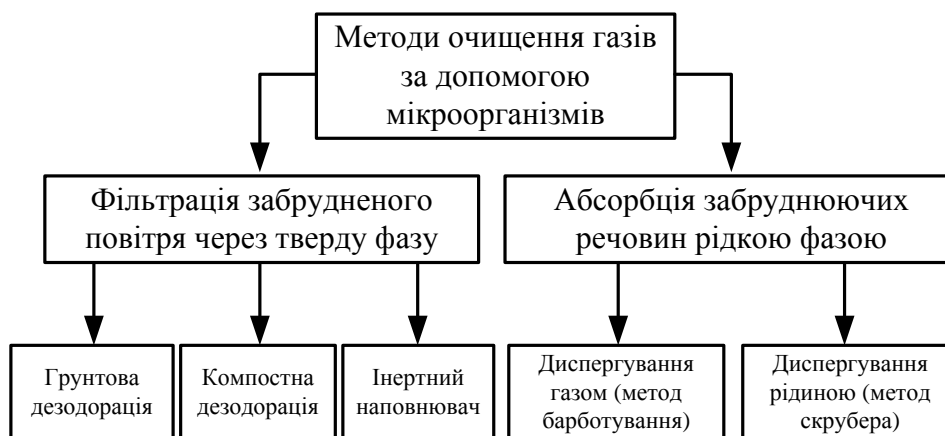 Методи очищення газів
за допомогою
мікроорганізмів
Фільтрація забрудненого
повітря через тверду фазу
Абсорбція забруднюючих
речовин рідкою фазою
Грунтова
дезодорація
Компостна
дезодорація
Інертний
наповнювач
Диспергування
газом (метод
барботування)
Диспергування
рідиною (метод
скрубера)